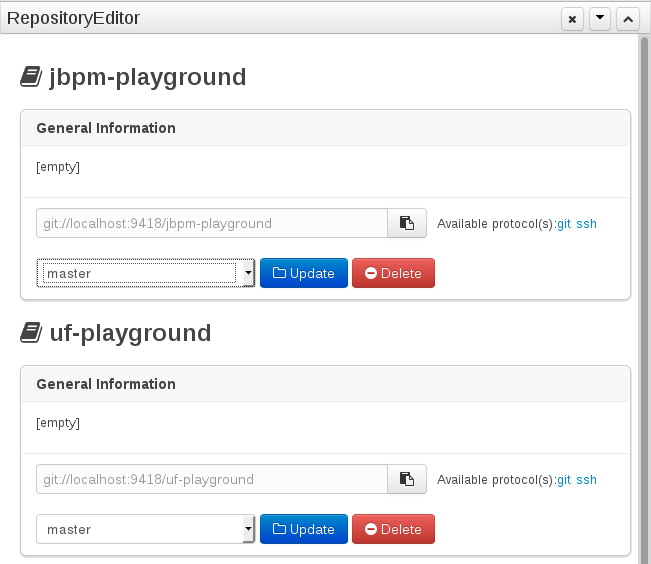 RepositoryEditor
jbpm-playground
General Information
[empty]
git://localhost:9418/jbpm-playground Available protocol(s):git ssh
master Update Delete
uf-playground
General Information
[empty]
git://localhost:9418/uf-playground Available protocol(s):git ssh
master Update Delete